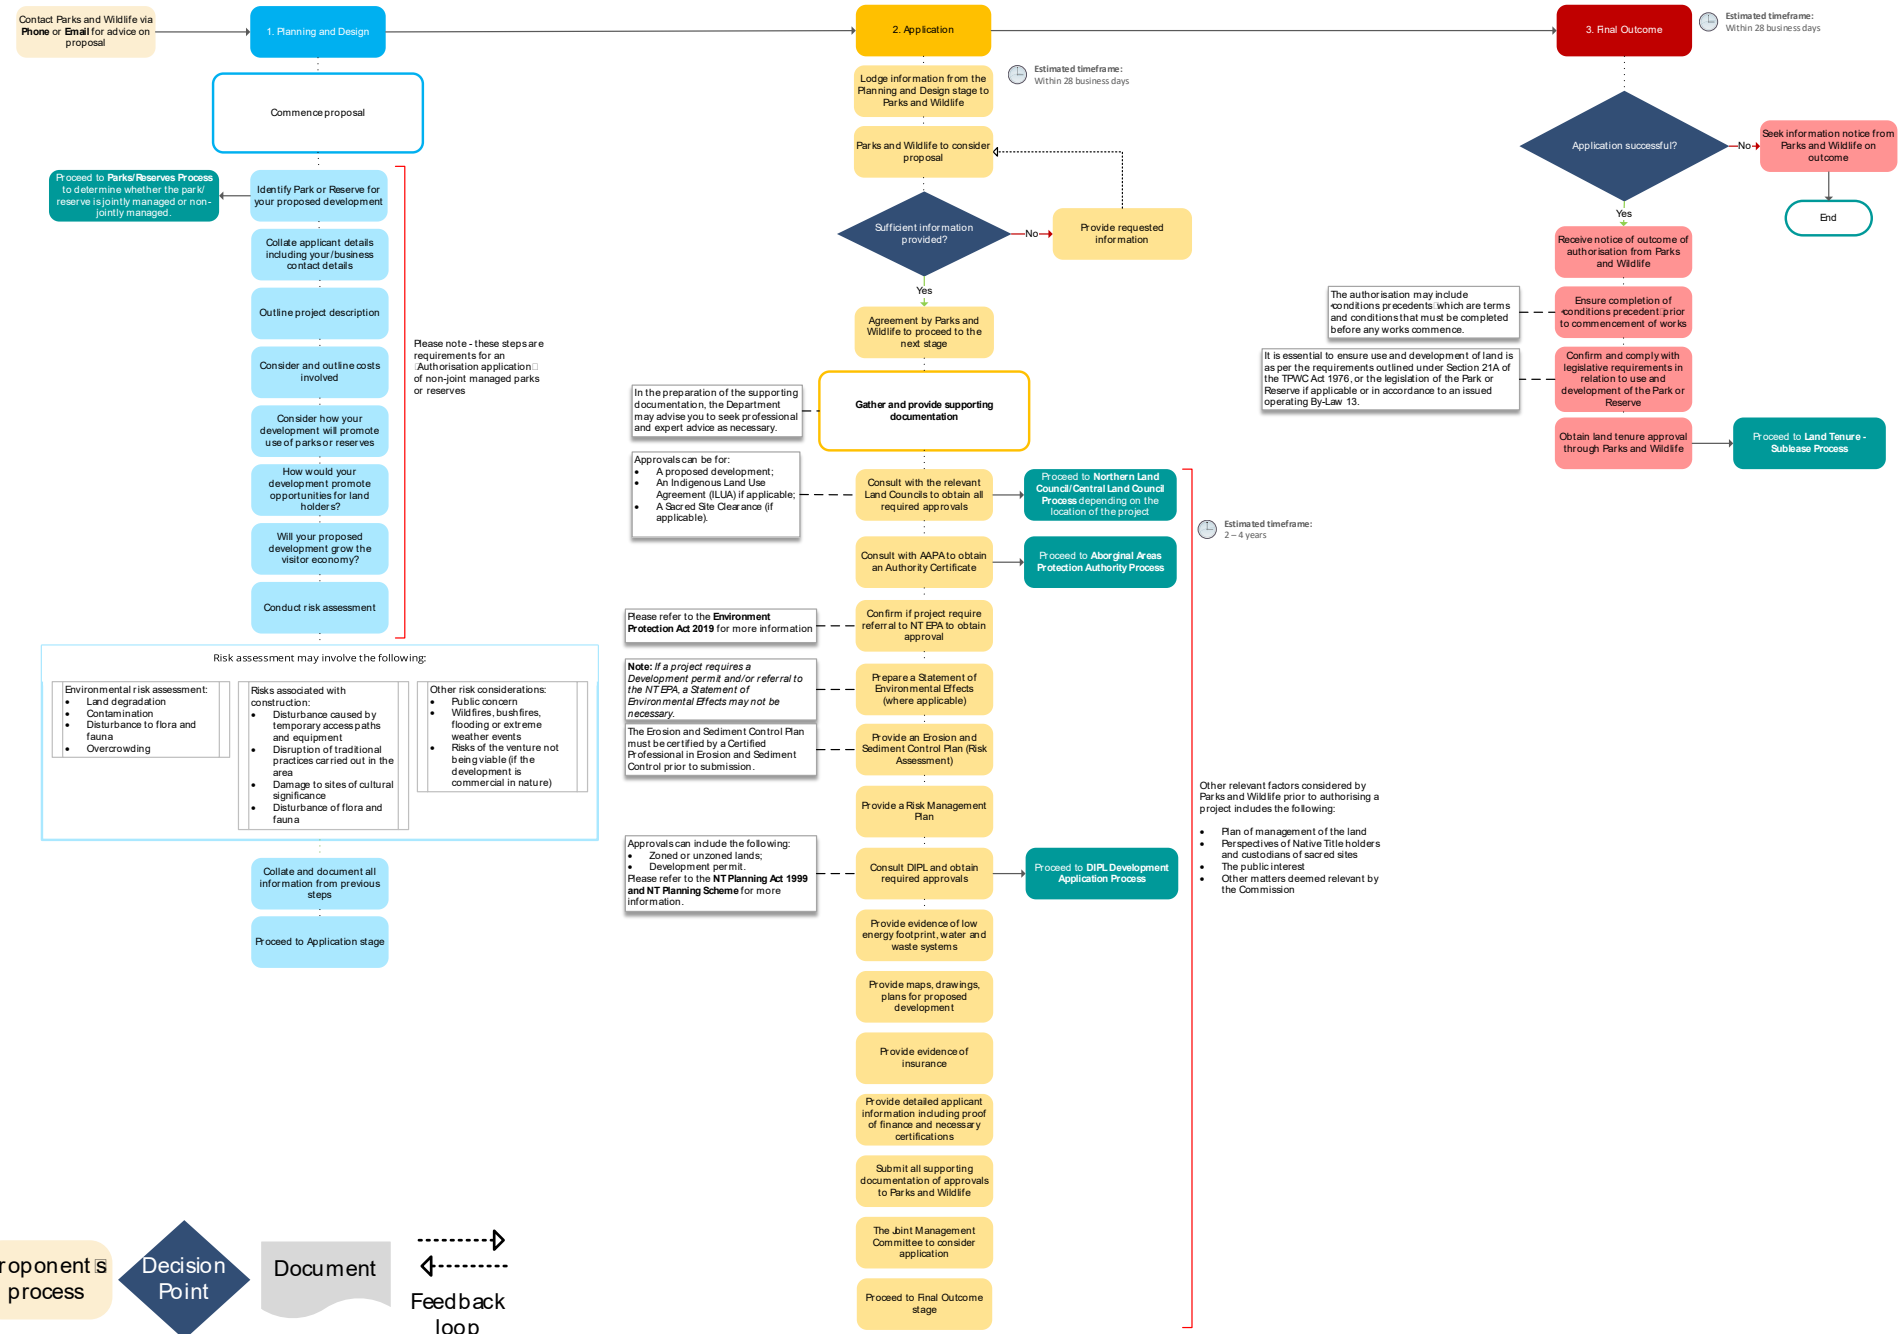 Contact Parks and Wildlife via
Phone or Email for advice on
proposal
1. Planning and Design
Commence proposal
Proceed to Parks/Reserves Process
to determine whether the park/
reserve is jointly managed or non-
jointly managed.
Identify Park or Reserve for
your proposed development
Collate applicant details
including your/business
contact details
Outline project description
Consider and outline costs
involved
Consider how your
development will promote
use of parks or reserves
How would your
development promote
opportunities for land
holders?
Will your proposed
development grow the
visitor economy?
Conduct risk assessment
Please note - these steps are
requirements for an
Authorisation application
of non-joint managed parks
or reserves
Risk assessment may involve the following:
Environmental risk assessment:
• Land degradation
• Contamination
• Disturbance to flora and
fauna
• Overcrowding
Risks associated with
construction:
• Disturbance caused by
temporary access paths
and equipment
• Disruption of traditional
practices carried out in the
area
• Damage to sites of cultural
significance
• Disturbance of flora and
fauna
Other risk considerations:
• Public concern
• Wildfires, bushfires,
flooding or extreme
weather events
• Risks of the venture not
being viable (if the
development is
commercial in nature)
Collate and document all
information from previous
steps
Proceed to Application stage
2. Application
Estimated timeframe:
Within 28 business days
Lodge information from the
Planning and Design stage to
Parks and Wildlife
Parks and Wildlife to consider
proposal
Sufficient information
provided?
No
Provide requested
information
Yes
Agreement by Parks and
Wildlife to proceed to the
next stage
In the preparation of the supporting
documentation, the Department
may advise you to seek professional
and expert advice as necessary.
Gather and provide supporting
documentation
Approvals can be for:
• A proposed development;
• An Indigenous Land Use
Agreement (ILUA) if applicable;
• A Sacred Site Clearance (if
applicable).
Consult with the relevant
Land Councils to obtain all
required approvals
Proceed to Northern Land
Council/Central Land Council
Process depending on the
location of the project
Consult with AAPA to obtain
an Authority Certificate
Proceed to Aborginal Areas
Protection Authority Process
Please refer to the Environment
Protection Act 2019 for more information
Confirm if project require
referral to NT EPA to obtain
approval
Note: If a project requires a
Development permit and/or referral to
the NT EPA, a Statement of
Environmental Effects may not be
necessary.
Prepare a Statement of
Environmental Effects
(where applicable)
The Erosion and Sediment Control Plan
must be certified by a Certified
Professional in Erosion and Sediment
Control prior to submission.
Provide an Erosion and
Sediment Control Plan (Risk
Assessment)
Provide a Risk Management
Plan
Approvals can include the following:
• Zoned or unzoned lands;
• Development permit.
Please refer to the NT Planning Act 1999
and NT Planning Scheme for more
information.
Consult DIPL and obtain
required approvals
Proceed to DIPL Development
Application Process
Provide evidence of low
energy footprint, water and
waste systems
Provide maps, drawings,
plans for proposed
development
Provide evidence of
insurance
Provide detailed applicant
information including proof
of finance and necessary
certifications
Submit all supporting
documentation of approvals
to Parks and Wildlife
The Joint Management
Committee to consider
application
Proceed to Final Outcome
stage
Estimated timeframe:
2 – 4 years
Other relevant factors considered by
Parks and Wildlife prior to authorising a
project includes the following:
• Plan of management of the land
• Perspectives of Native Title holders
and custodians of sacred sites
• The public interest
• Other matters deemed relevant by
the Commission
3. Final Outcome
Estimated timeframe:
Within 28 business days
Application successful?
No
Seek information notice from
Parks and Wildlife on
outcome
End
Yes
Receive notice of outcome of
authorisation from Parks
and Wildlife
The authorisation may include
conditions precedents which are terms
and conditions that must be completed
before any works commence.
Ensure completion of
conditions precedent prior
to commencement of works
It is essential to ensure use and development of land is
as per the requirements outlined under Section 21A of
the TPWC Act 1976, or the legislation of the Park or
Reserve if applicable or in accordance to an issued
operating By-Law 13.
Confirm and comply with
legislative requirements in
relation to use and
development of the Park or
Reserve
Obtain land tenure approval
through Parks and Wildlife
Proceed to Land Tenure -
Sublease Process
roponent s
process
Decision
Point
Document
Feedback
loop